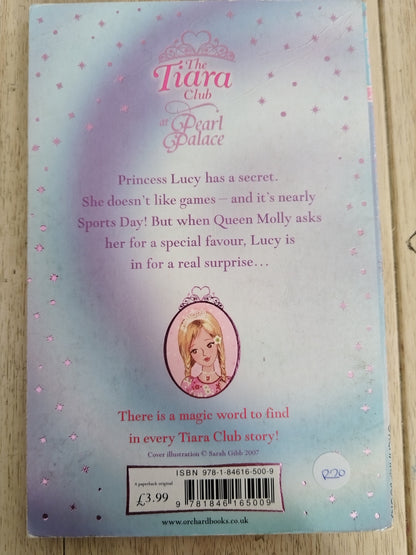 The
Tiara
Club
at Pearl
Palace
Princess Lucy has a secret.
She doesn't like games – and it's nearly
Sports Day! But when Queen Molly asks
her for a special favour, Lucy is
in for a real surprise…
There is a magic word to find
in every Tiara Club story!
Cover illustration © Sarah Gibb 2007
ISBN 978-1-84616-500-9
A paperback original
£3.99
9 781846 165009
www.orchardbooks.co.uk
R20